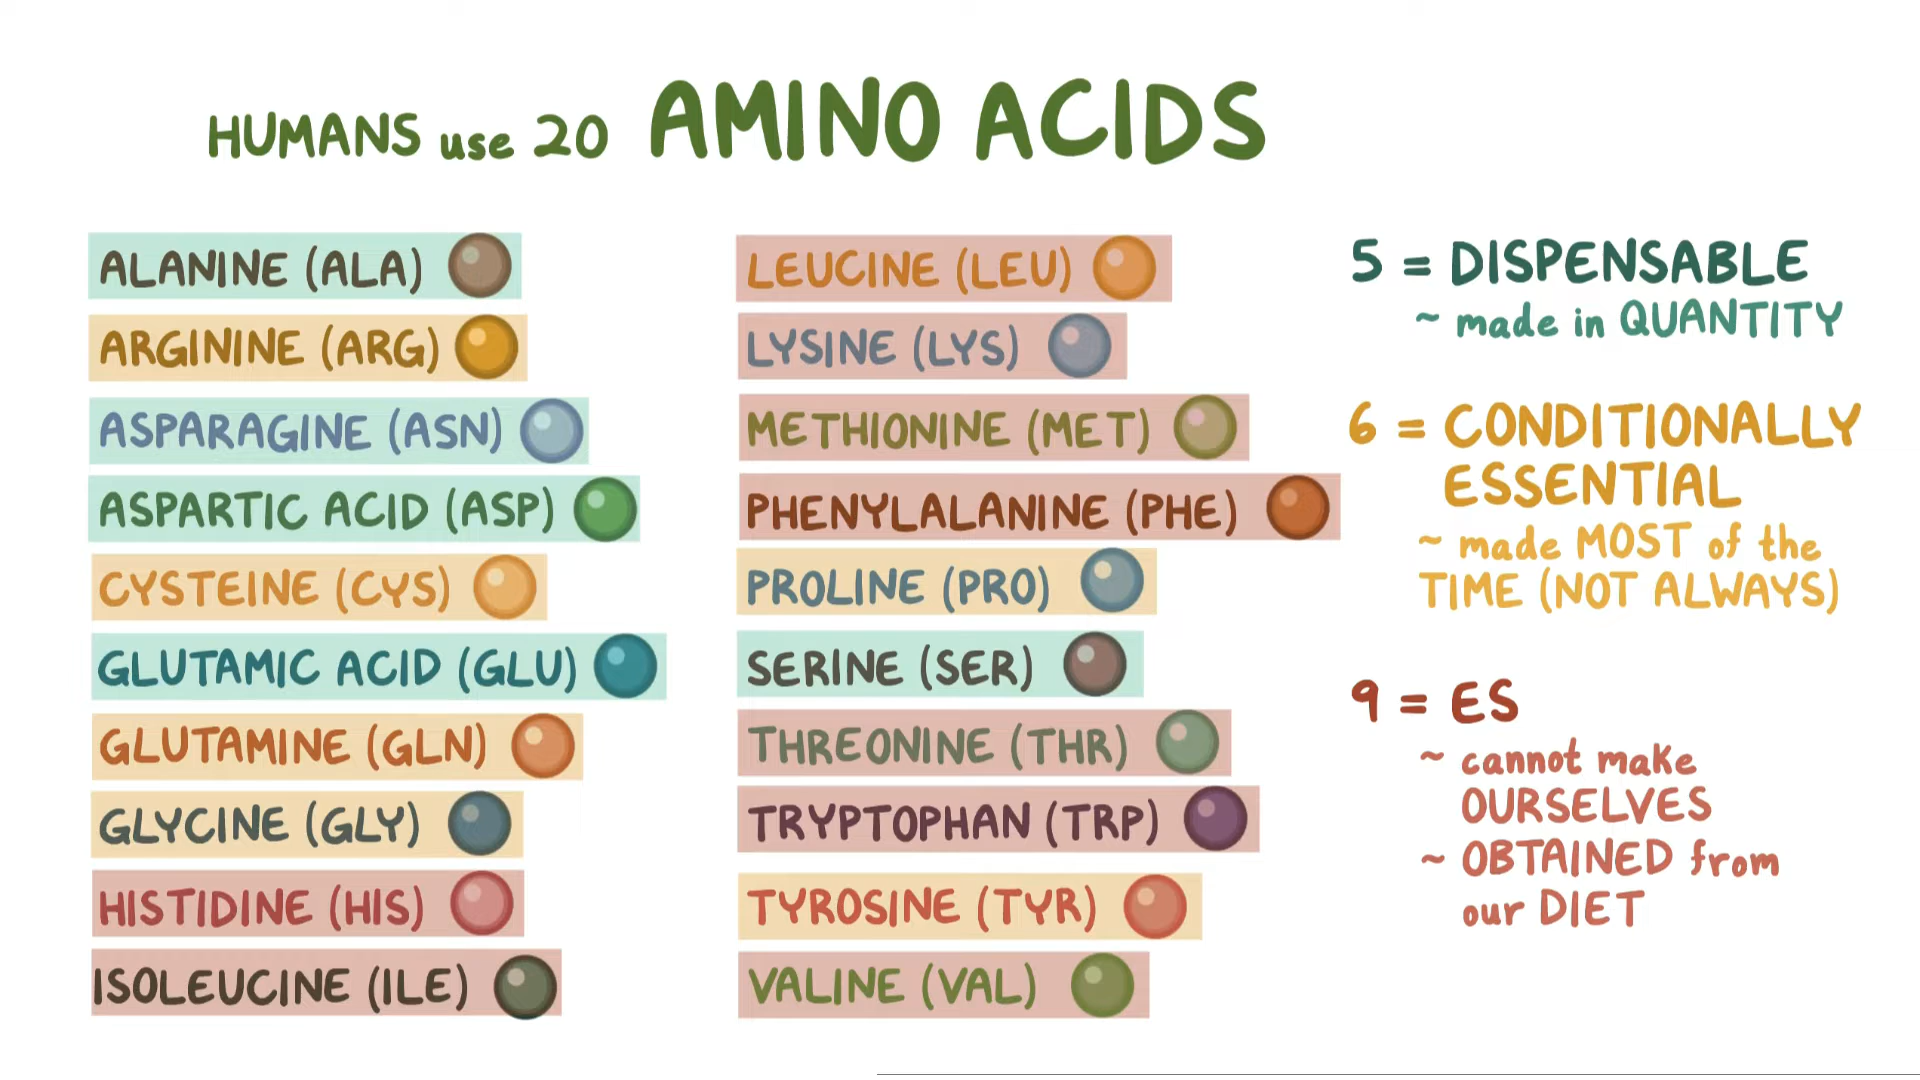 HUMANS use 20 AMINO ACIDS
ALANINE (ALA)
ARGININE (ARG)
ASPARAGINE (ASN)
ASPARTIC ACID (ASP)
CYSTEINE (CYS)
GLUTAMIC ACID (GLU)
GLUTAMINE (GLN)
GLYCINE (GLY)
HISTIDINE (HIS)
ISOLEUCINE (ILE)
LEUCINE (LEU)
LYSINE (LYS)
METHIONINE (MET)
PHENYLALANINE (PHE)
PROLINE (PRO)
SERINE (SER)
THREONINE (THR)
TRYPTOPHAN (TRP)
TYROSINE (TYR)
VALINE (VAL)
5 = DISPENSABLE
~ made in QUANTITY
6 = CONDITIONALLY
ESSENTIAL
~ made MOST of the
TIME (NOT ALWAYS)
9 = ES
~ cannot make
OURSELVES
~ OBTAINED from
our DIET